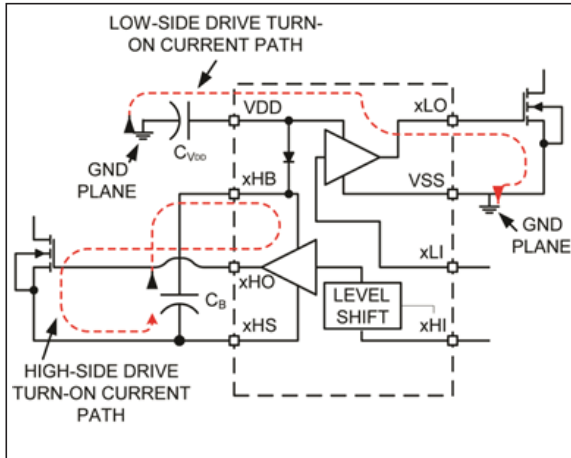 LOW-SIDE DRIVE TURN-
ON CURRENT PATH
VDD
xLO
CVDD
GND
PLANE
xHB
VSS
GND
PLANE
xHO
xLI
CB
LEVEL
SHIFT
xHS
xHI
HIGH-SIDE DRIVE
TURN-ON CURRENT
PATH